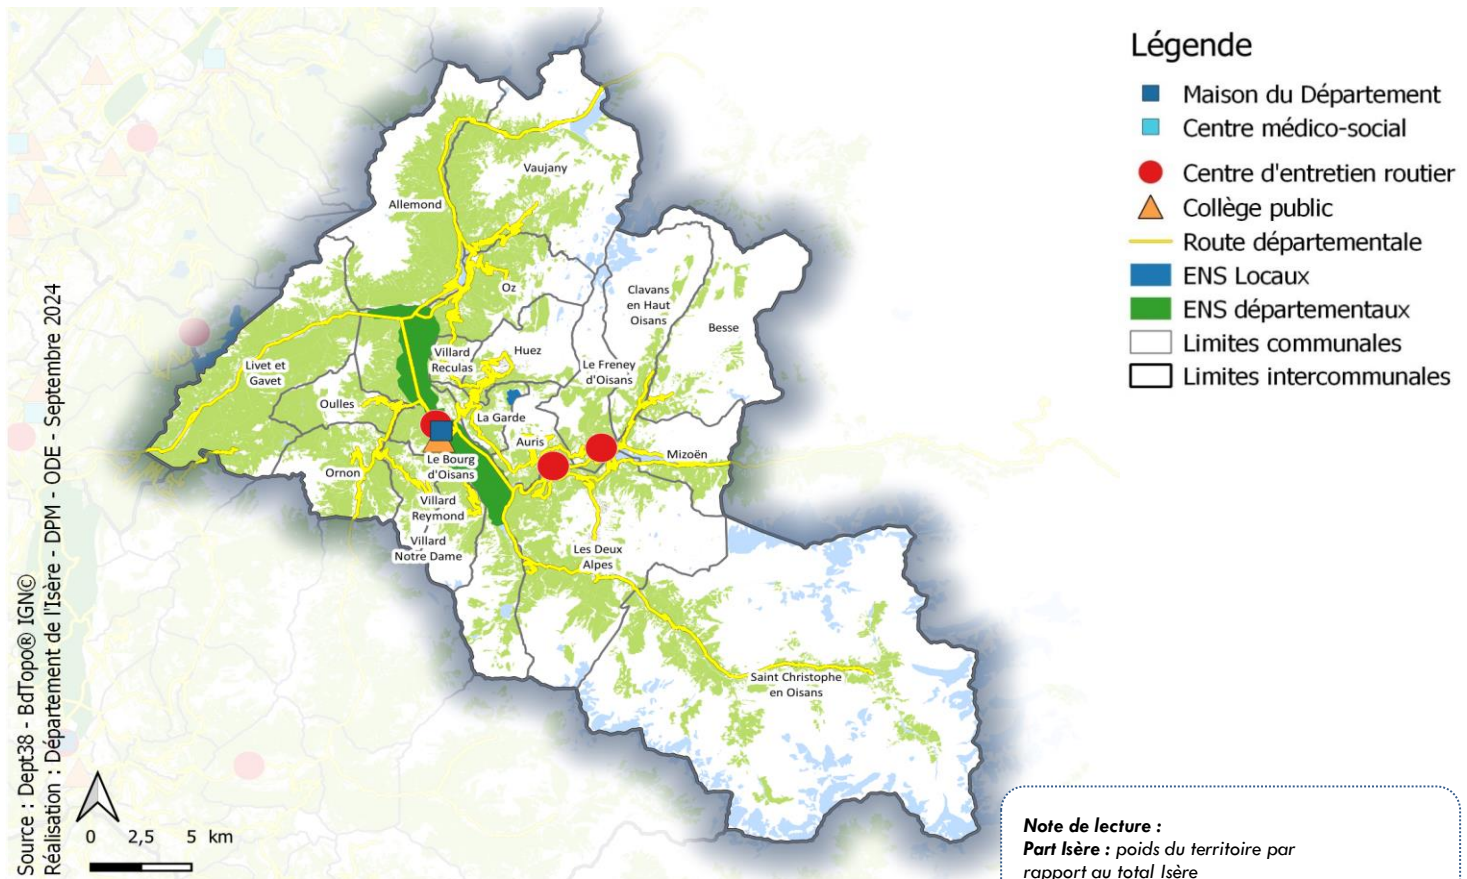 Légende
Maison du Département
Centre médico-social
Centre d'entretien routier
Collège public
Route départementale
ENS Locaux
ENS départementaux
Limites communales
Limites intercommunales
Vaujany
Allemond
Oz
Clavans
en Haut
Oisans
Besse
Villard
Reculas
Huez
Le Freney
d'Oisans
Livet et
Gavet
Oulles
La Garde
Auris
Mizoën
Le Bourg
d'Oisans
Ornon
Villard
Reymond
Villard
Notre Dame
Les Deux
Alpes
Saint Christophe
en Oisans
Source : Dept38 - BdTopo® IGN©
Réalisation : Département de l'Isère - DPM - ODE - Septembre 2024
0 2,5 5 km
Note de lecture :
Part Isère : poids du territoire par
rapport au total Isère